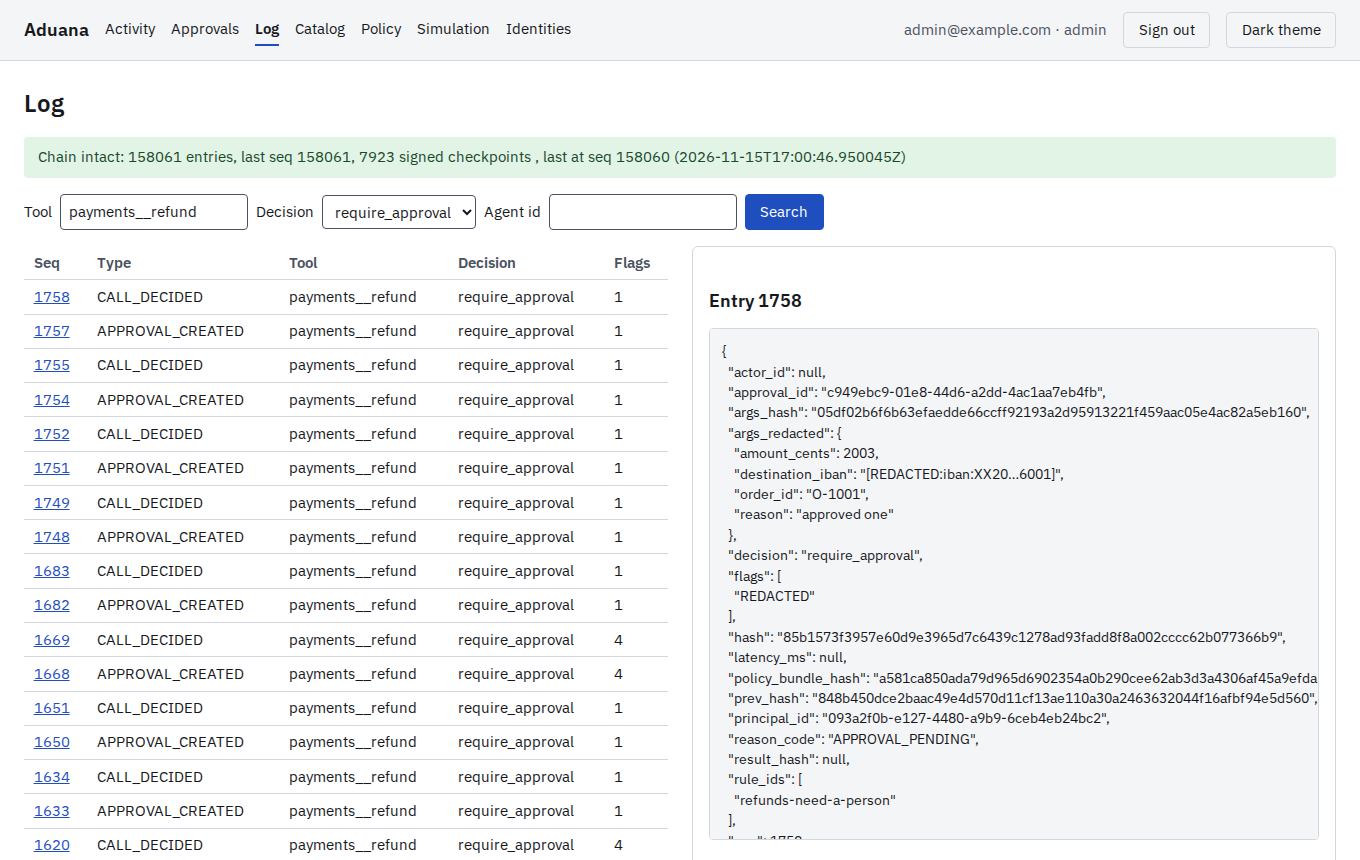 Aduana Activity Approvals Log Catalog Policy Simulation Identities admin@example.com · admin Sign out Dark theme
Log
Chain intact: 158061 entries, last seq 158061, 7923 signed checkpoints , last at seq 158060 (2026-11-15T17:00:46.950045Z)
Tool payments__refund Decision require_approval Agent id Search
Seq Type Tool Decision Flags
1758 CALL_DECIDED payments__refund require_approval 1
1757 APPROVAL_CREATED payments__refund require_approval 1
1755 CALL_DECIDED payments__refund require_approval 1
1754 APPROVAL_CREATED payments__refund require_approval 1
1752 CALL_DECIDED payments__refund require_approval 1
1751 APPROVAL_CREATED payments__refund require_approval 1
1749 CALL_DECIDED payments__refund require_approval 1
1748 APPROVAL_CREATED payments__refund require_approval 1
1683 CALL_DECIDED payments__refund require_approval 1
1682 APPROVAL_CREATED payments__refund require_approval 1
1669 CALL_DECIDED payments__refund require_approval 4
1668 APPROVAL_CREATED payments__refund require_approval 4
1651 CALL_DECIDED payments__refund require_approval 1
1650 APPROVAL_CREATED payments__refund require_approval 1
1634 CALL_DECIDED payments__refund require_approval 1
1633 APPROVAL_CREATED payments__refund require_approval 1
1620 CALL_DECIDED payments__refund require_approval 4
Entry 1758
{
"actor_id": null,
"approval_id": "c949ebc9-01e8-44d6-a2dd-4ac1aa7eb4fb",
"args_hash": "05df02b6f6b63efaedde66ccff92193a2d95913221f459aac05e4ac82a5eb160",
"args_redacted": {
"amount_cents": 2003,
"destination_iban": "[REDACTED:iban:XX20…6001]",
"order_id": "O-1001",
"reason": "approved one"
},
"decision": "require_approval",
"flags": [
"REDACTED"
],
"hash": "85b1573f3957e60d9e3965d7c6439c1278ad93fadd8f8a002cccc62b077366b9",
"latency_ms": null,
"policy_bundle_hash": "a581ca850ada79d965d6902354a0b290cee62ab3d3a4306af45a9efda
"prev_hash": "848b450dce2baac49e4d570d11cf13ae110a30a2463632044f16afbf94e5d560",
"principal_id": "093a2f0b-e127-4480-a9b9-6ceb4eb24bc2",
"reason_code": "APPROVAL_PENDING",
"result_hash": null,
"rule_ids": [
"refunds-need-a-person"
],